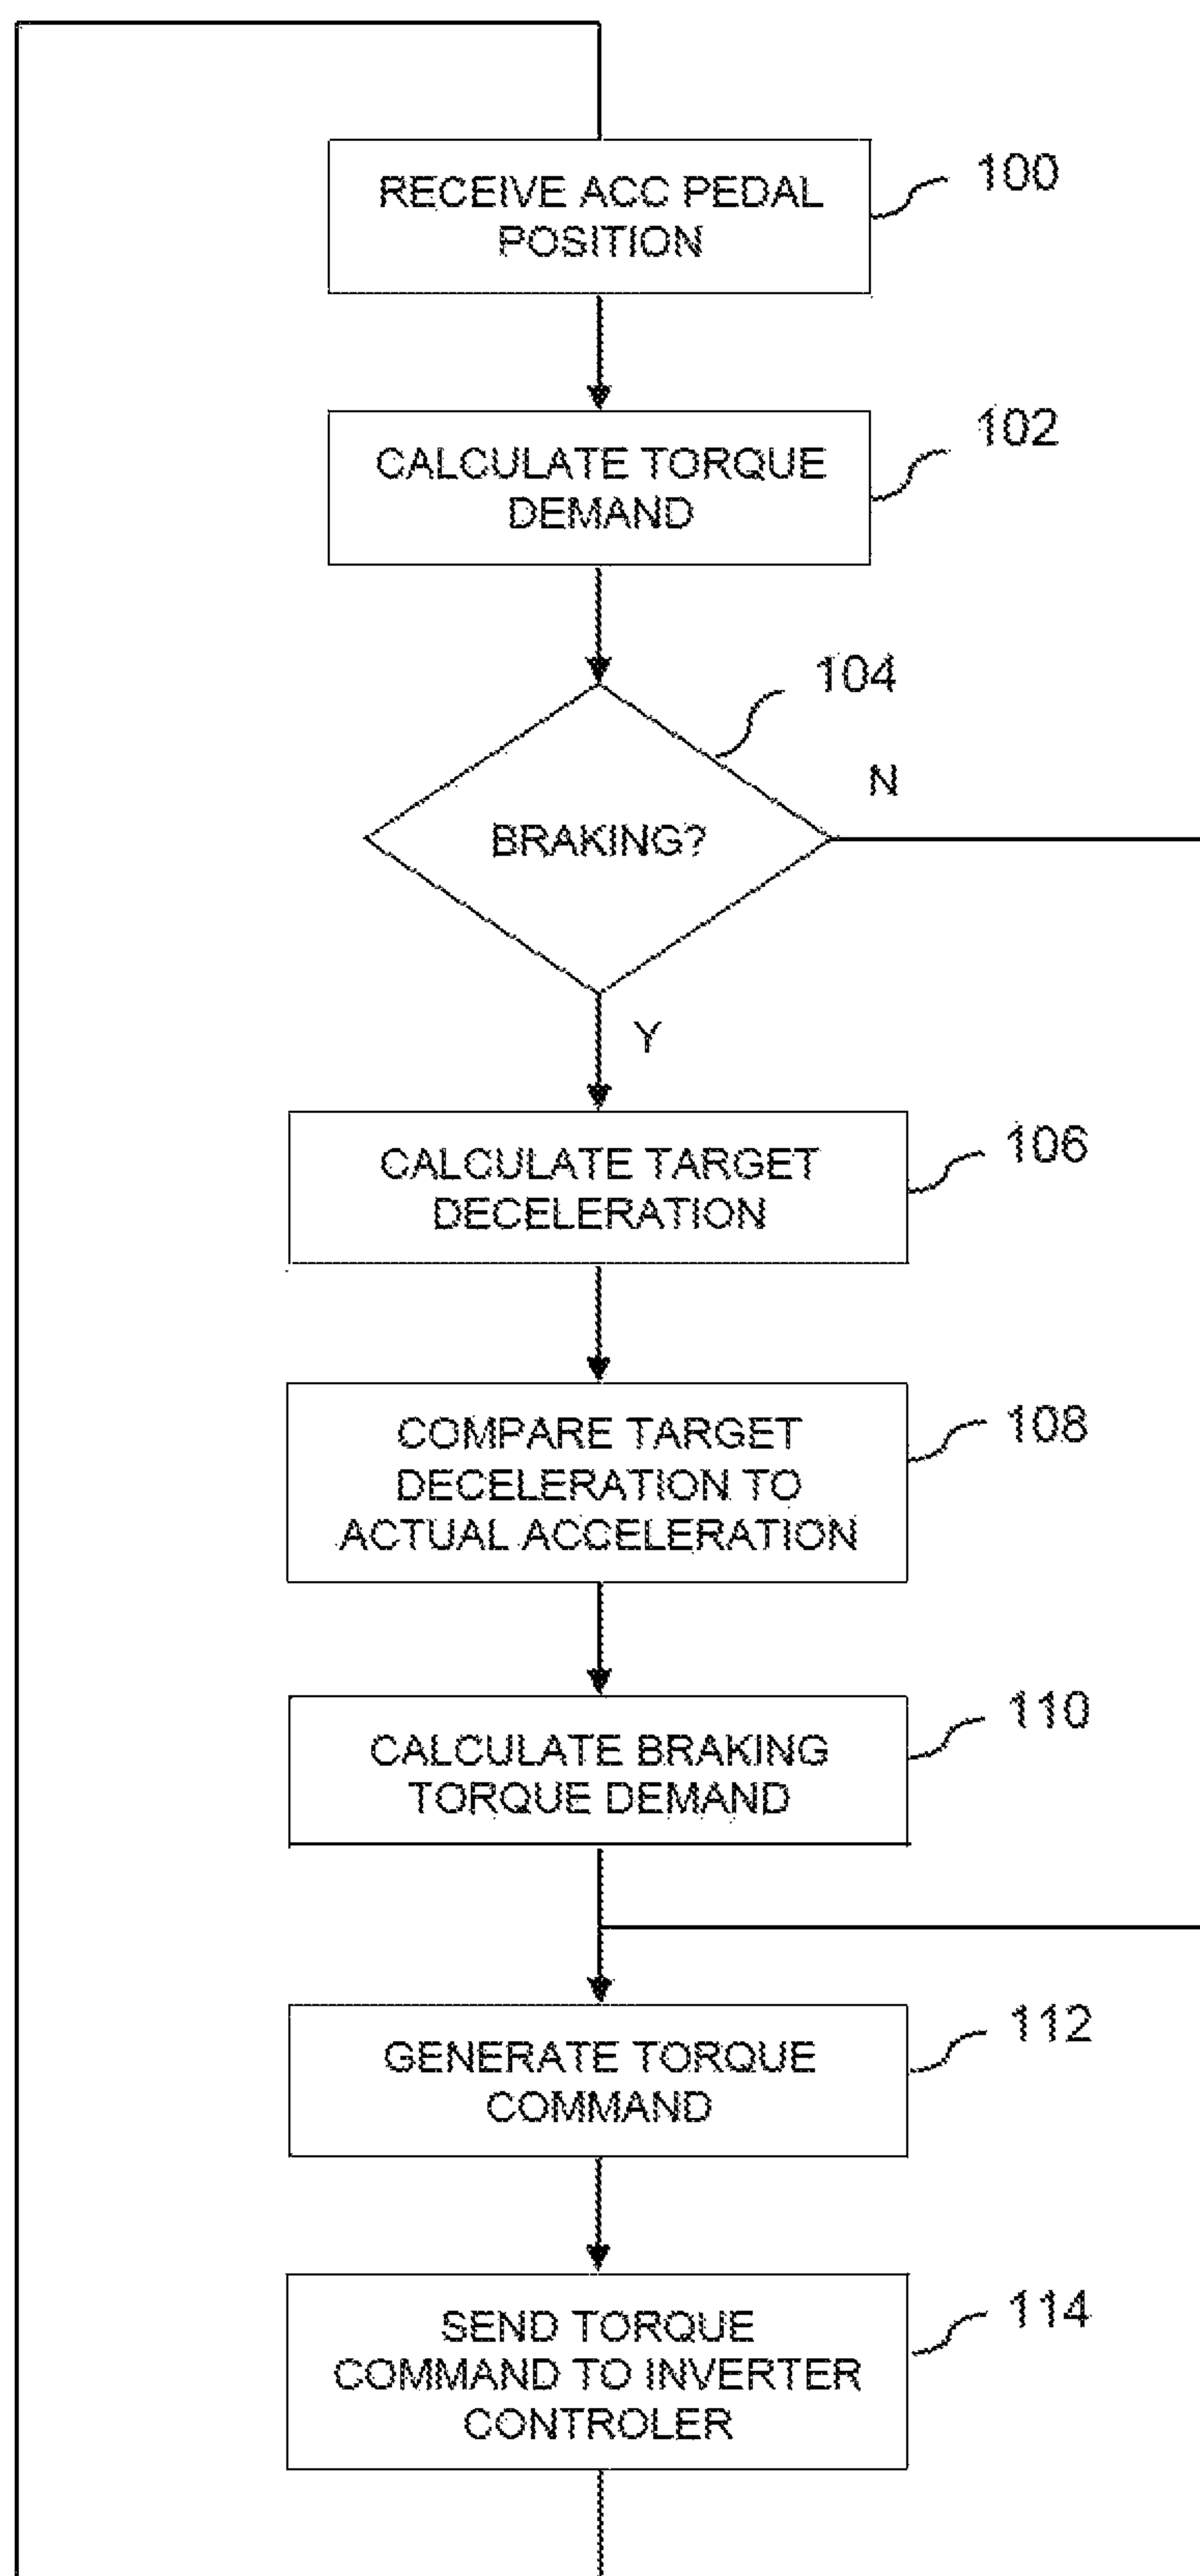 RECEIVE ACC PEDAL
POSITION
100
CALCULATE TORQUE
DEMAND
102
104
N
BRAKING?
Y
CALCULATE TARGET
DECELERATION
106
COMPARE TARGET
DECELERATION TO
ACTUAL ACCELERATION
108
CALCULATE BRAKING
TORQUE DEMAND
110
GENERATE TORQUE
COMMAND
112
SEND TORQUE
COMMAND TO INVERTER
CONTROLER
114